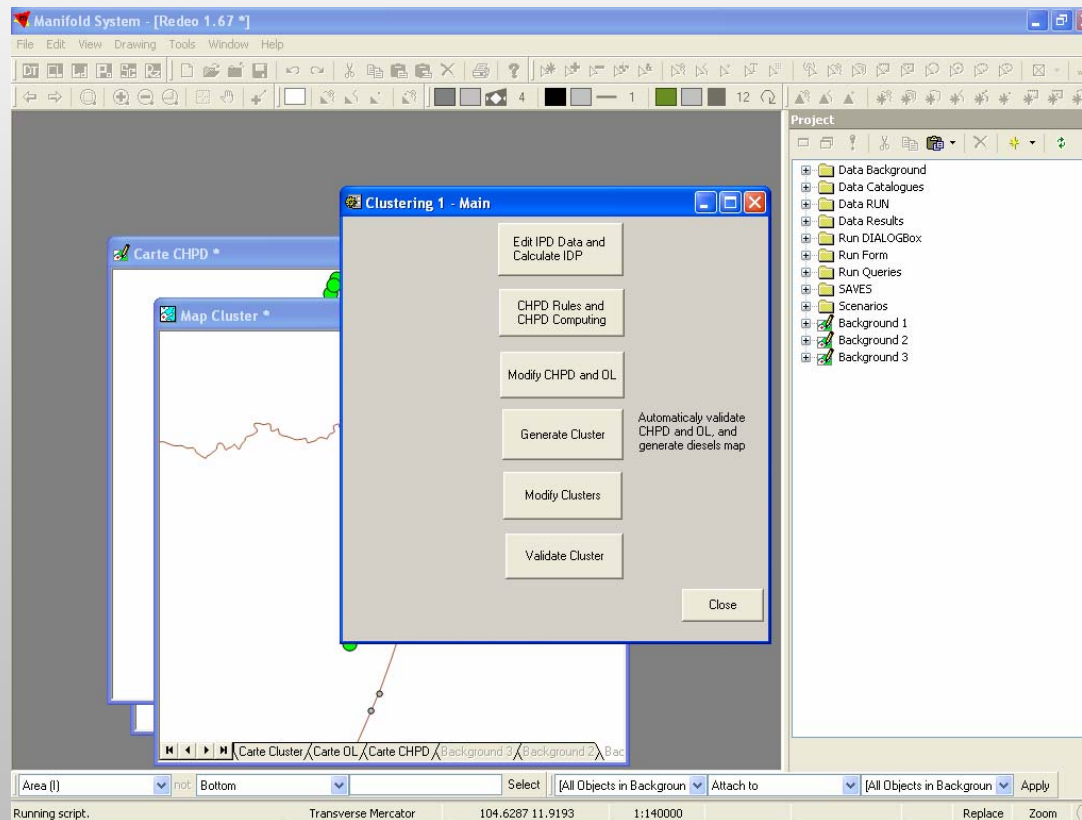 Manifold System - [Redeo 1.67 *]
File Edit View Drawing Tools Window Help
4
1
12
Project
Data Background
Data Catalogues
Data RUN
Data Results
Run DIALOGBox
Run Form
Run Queries
SAVES
Scenarios
Background 1
Background 2
Background 3
Carte CHPD *
Map Cluster *
Clustering 1 - Main
Edit IPD Data and
Calculate IDP
CHPD Rules and
CHPD Computing
Modify CHPD and OL
Generate Cluster
Automaticaly validate
CHPD and OL, and
generate diesels map
Modify Clusters
Validate Cluster
Close
Carte Cluster Carte OL Carte CHPD Background 3 Background 2 Bac
Area (I) not Bottom Select [All Objects in Backgroun Attach to [All Objects in Backgroun Apply
Running script. Transverse Mercator 104.6287 11.9193 1:140000 Replace Zoom